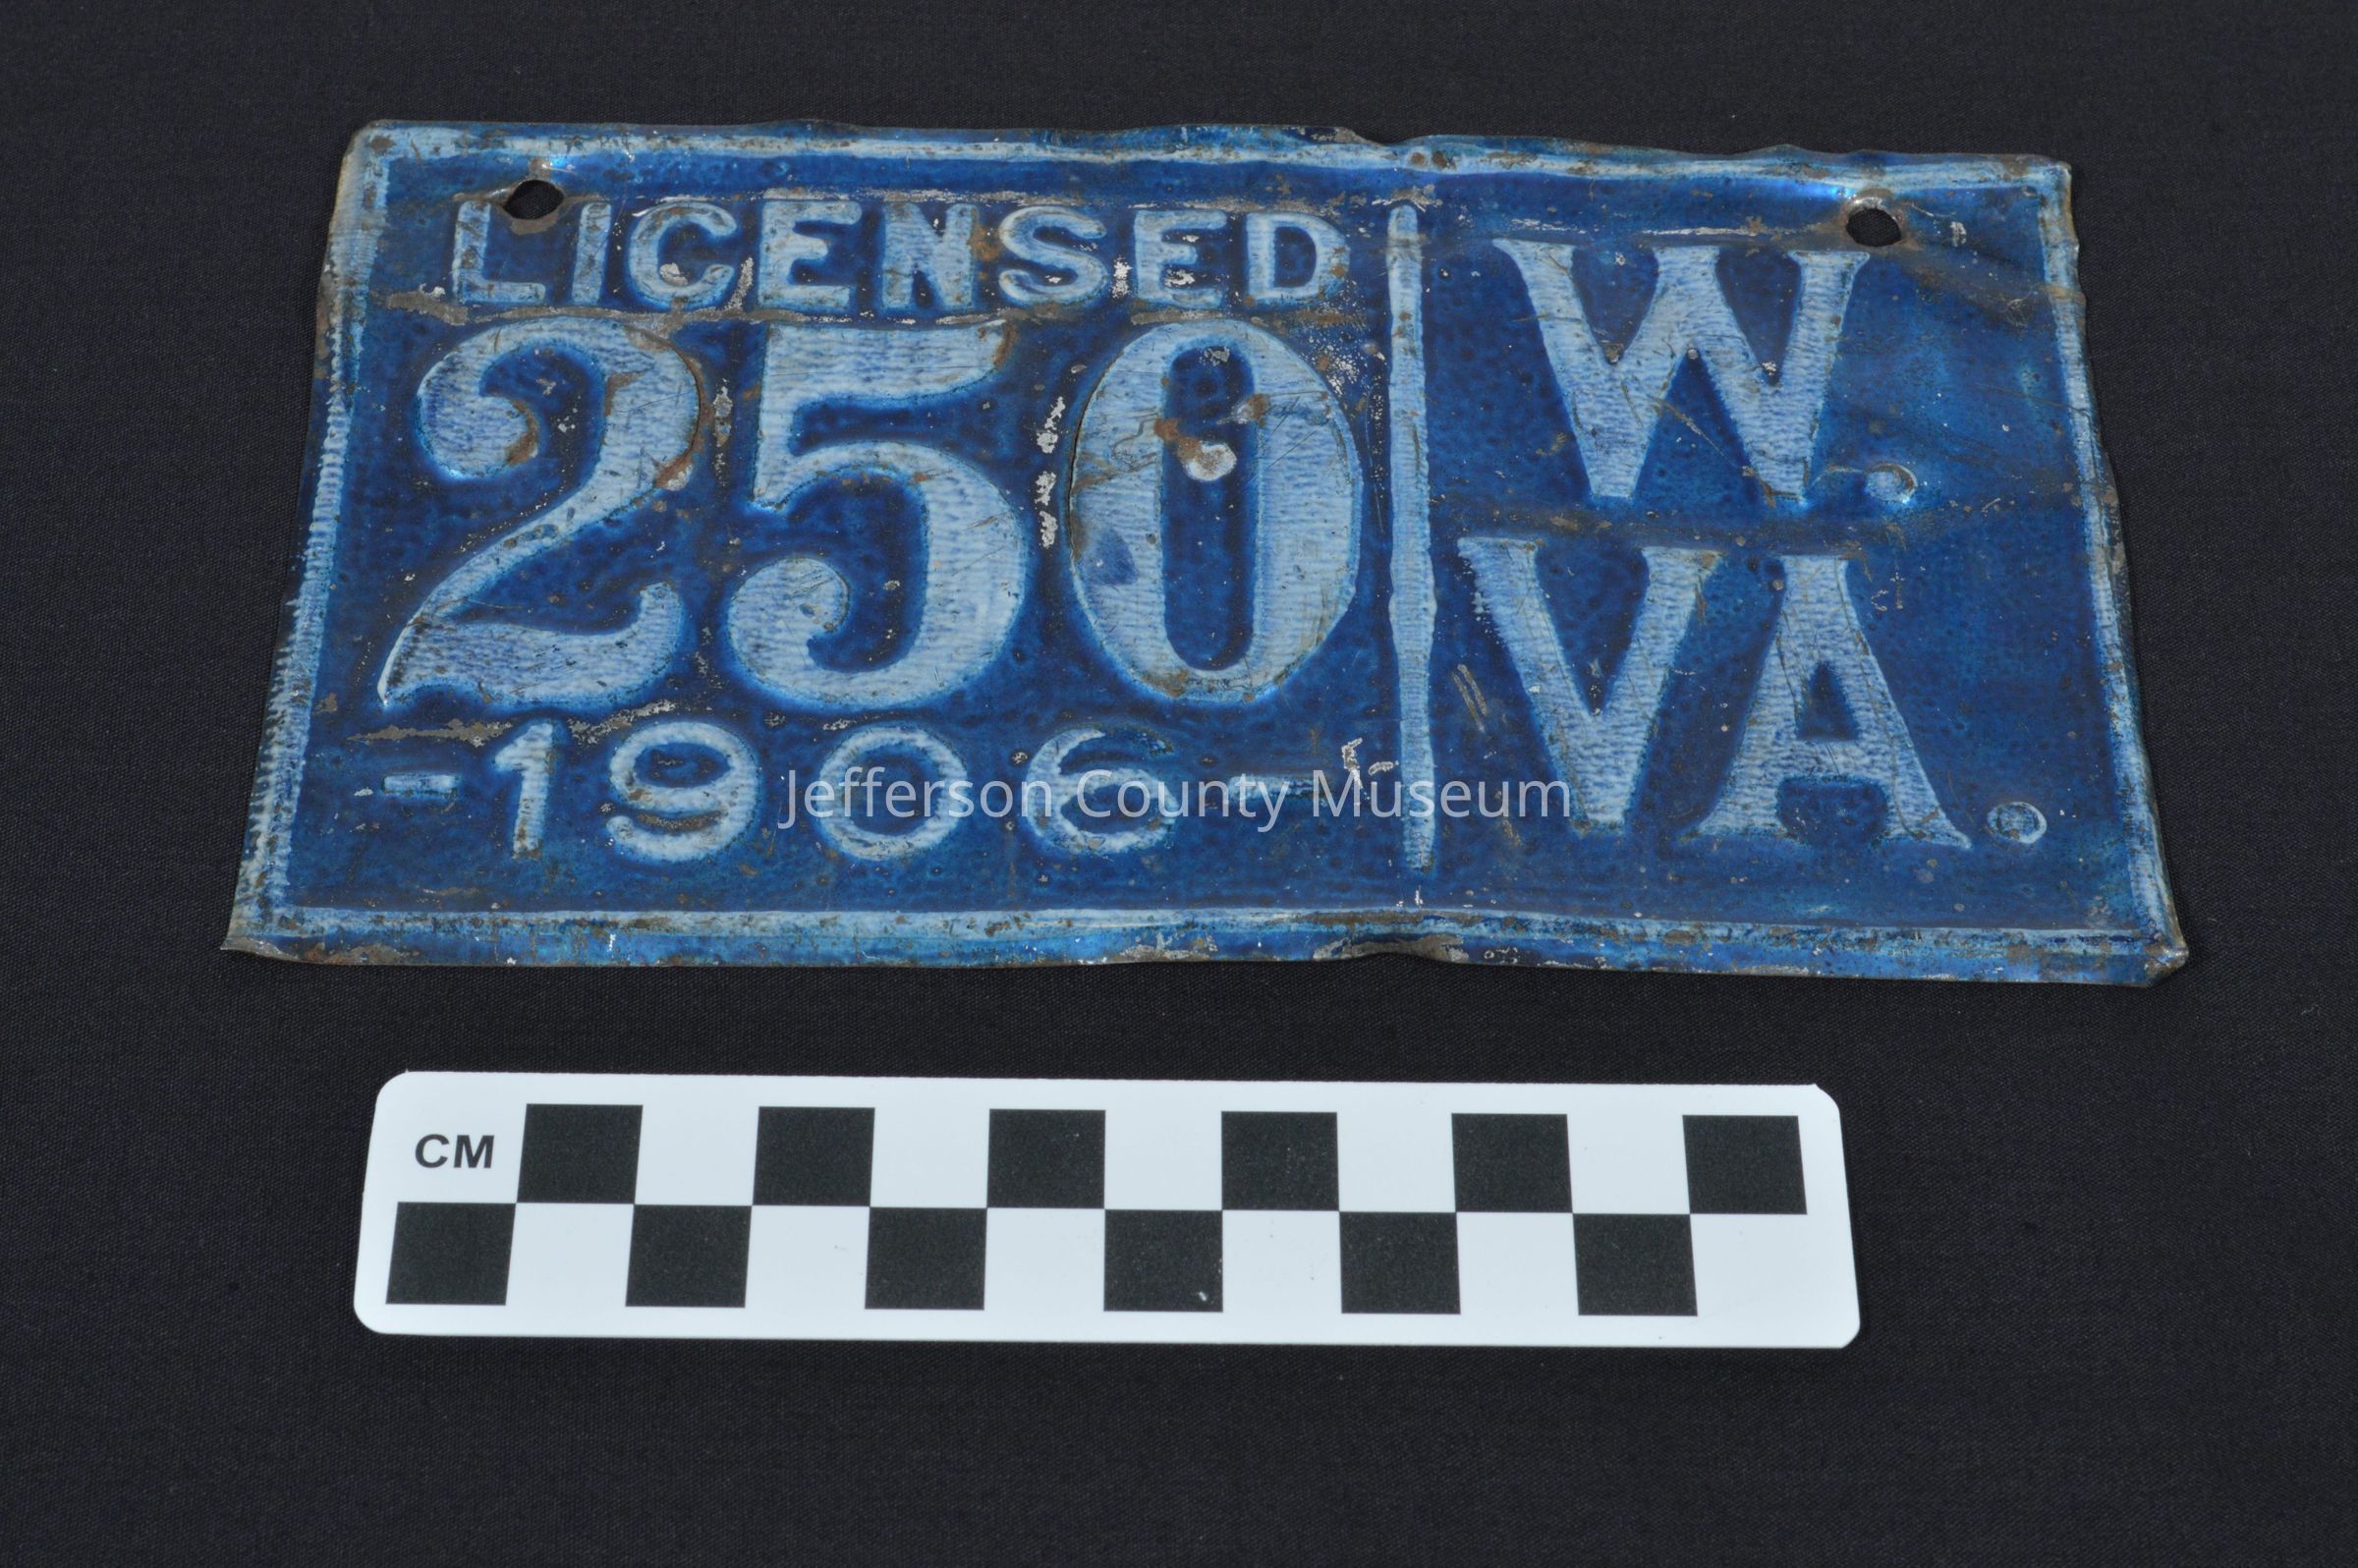 LICENSED
250
-1906-
W.
VA.
Jefferson County Museum
CM